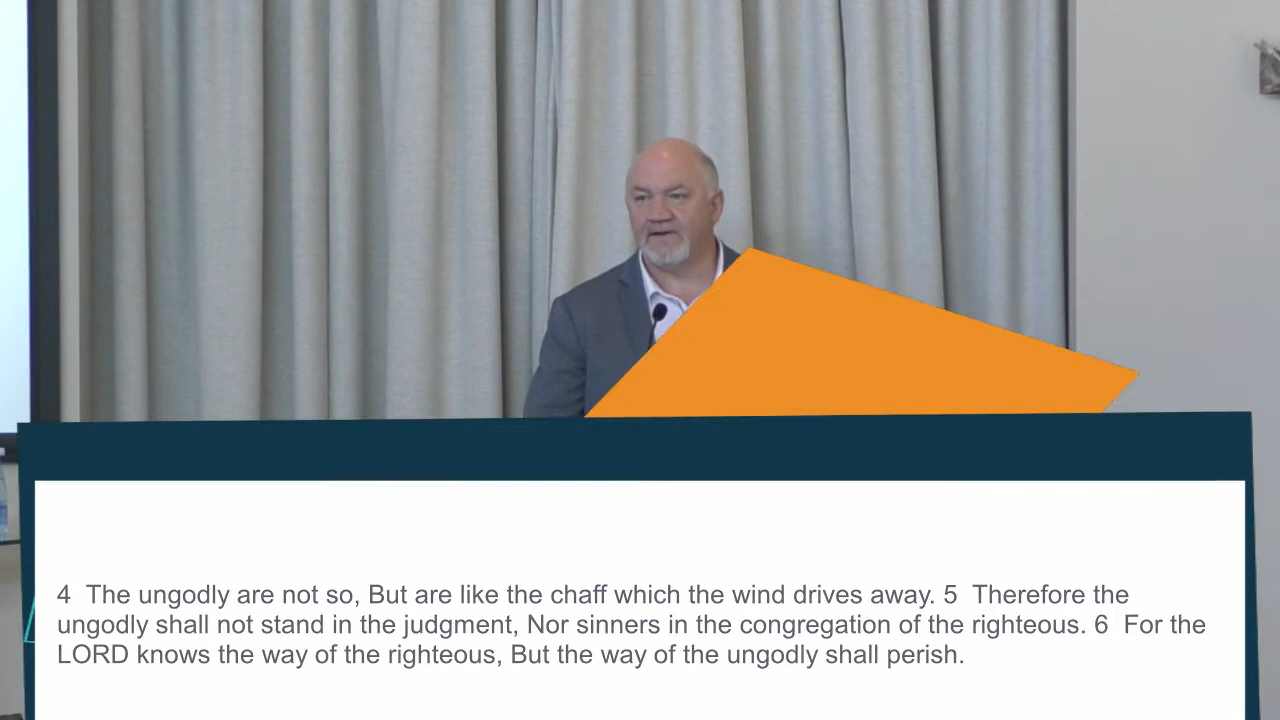 4 The ungodly are not so, But are like the chaff which the wind drives away. 5 Therefore the
ungodly shall not stand in the judgment, Nor sinners in the congregation of the righteous. 6 For the
LORD knows the way of the righteous, But the way of the ungodly shall perish.